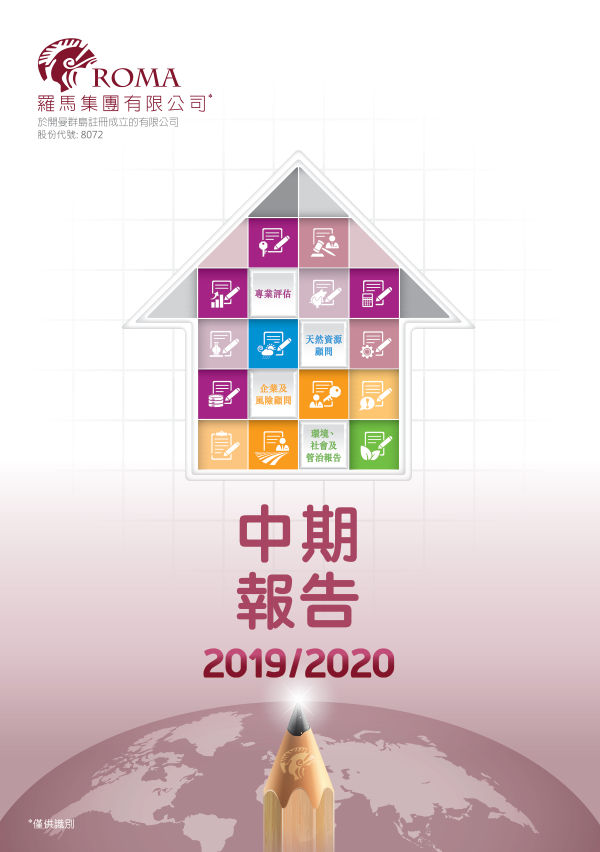 ROMA
羅馬集團有限公司*
於開曼群島註冊成立的有限公司
股份代號: 8072
專業評估
天然資源
顧問
企業及
風險顧問
環境、
社會及
管治報告
中期
報告
2019/2020
*僅供識別